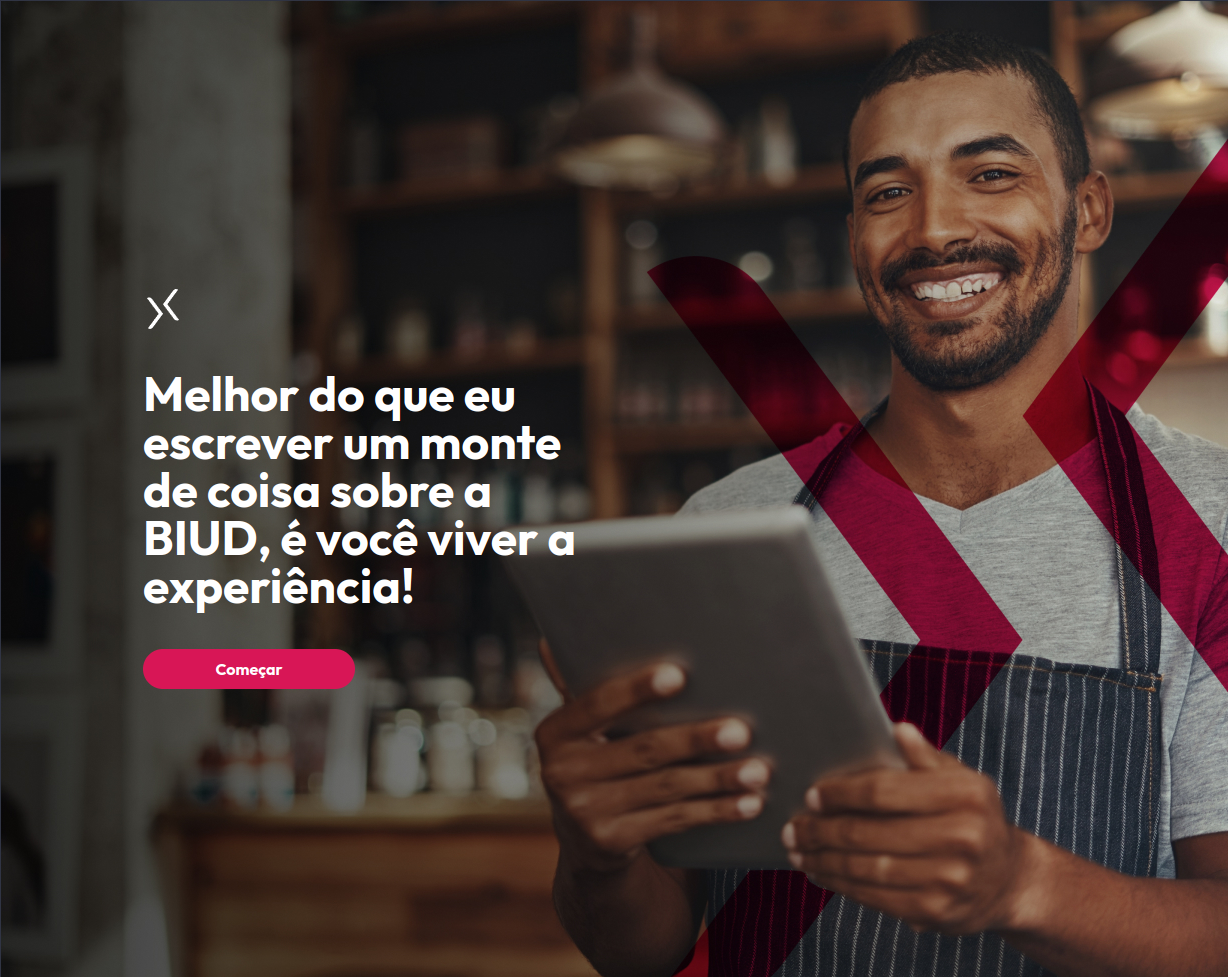 Melhor do que eu
escrever um monte
de coisa sobre a
BIUD, é você viver a
experiência!
Começar